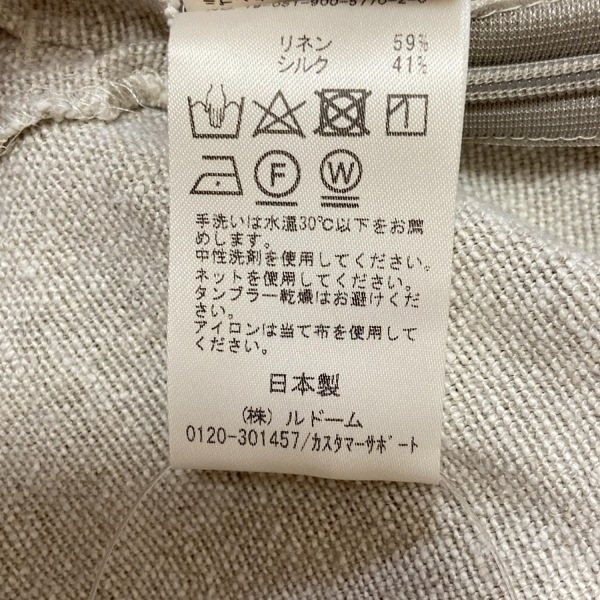 リネン 59%
シルク 41%
F W
手洗いは水温30℃以下をお薦
めします。
中性洗剤を使用してください。
ネットを使用してください。
タンブラー乾燥はお避けくだ
さい。
アイロンは当て布を使用して
ください。
日本製
(株) ルドーム
0120-301457/カスタマーサポート